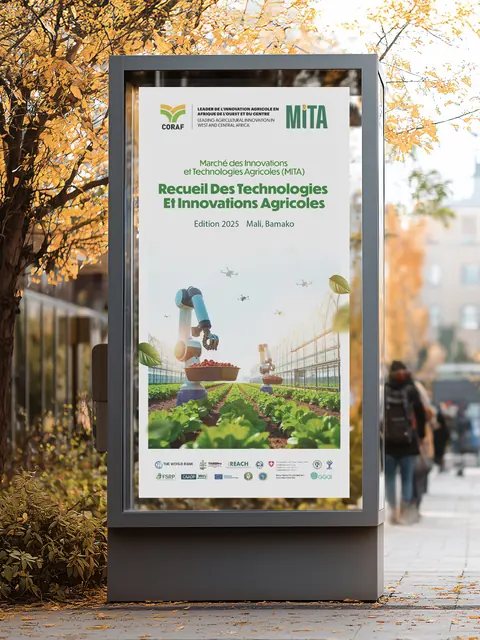 CORAF
LEADER DE L'INNOVATION AGRICOLE EN
AFRIQUE DE L'OUEST ET DU CENTRE
LEADING AGRICULTURAL INNOVATION IN
WEST AND CENTRAL AFRICA
MiTA
Marché des Innovations
et Technologies Agricoles (MITA)
Recueil Des Technologies
Et Innovations Agricoles
Edition 2025 Mali, Bamako
THE WORLD BANK
REACH
FSRP